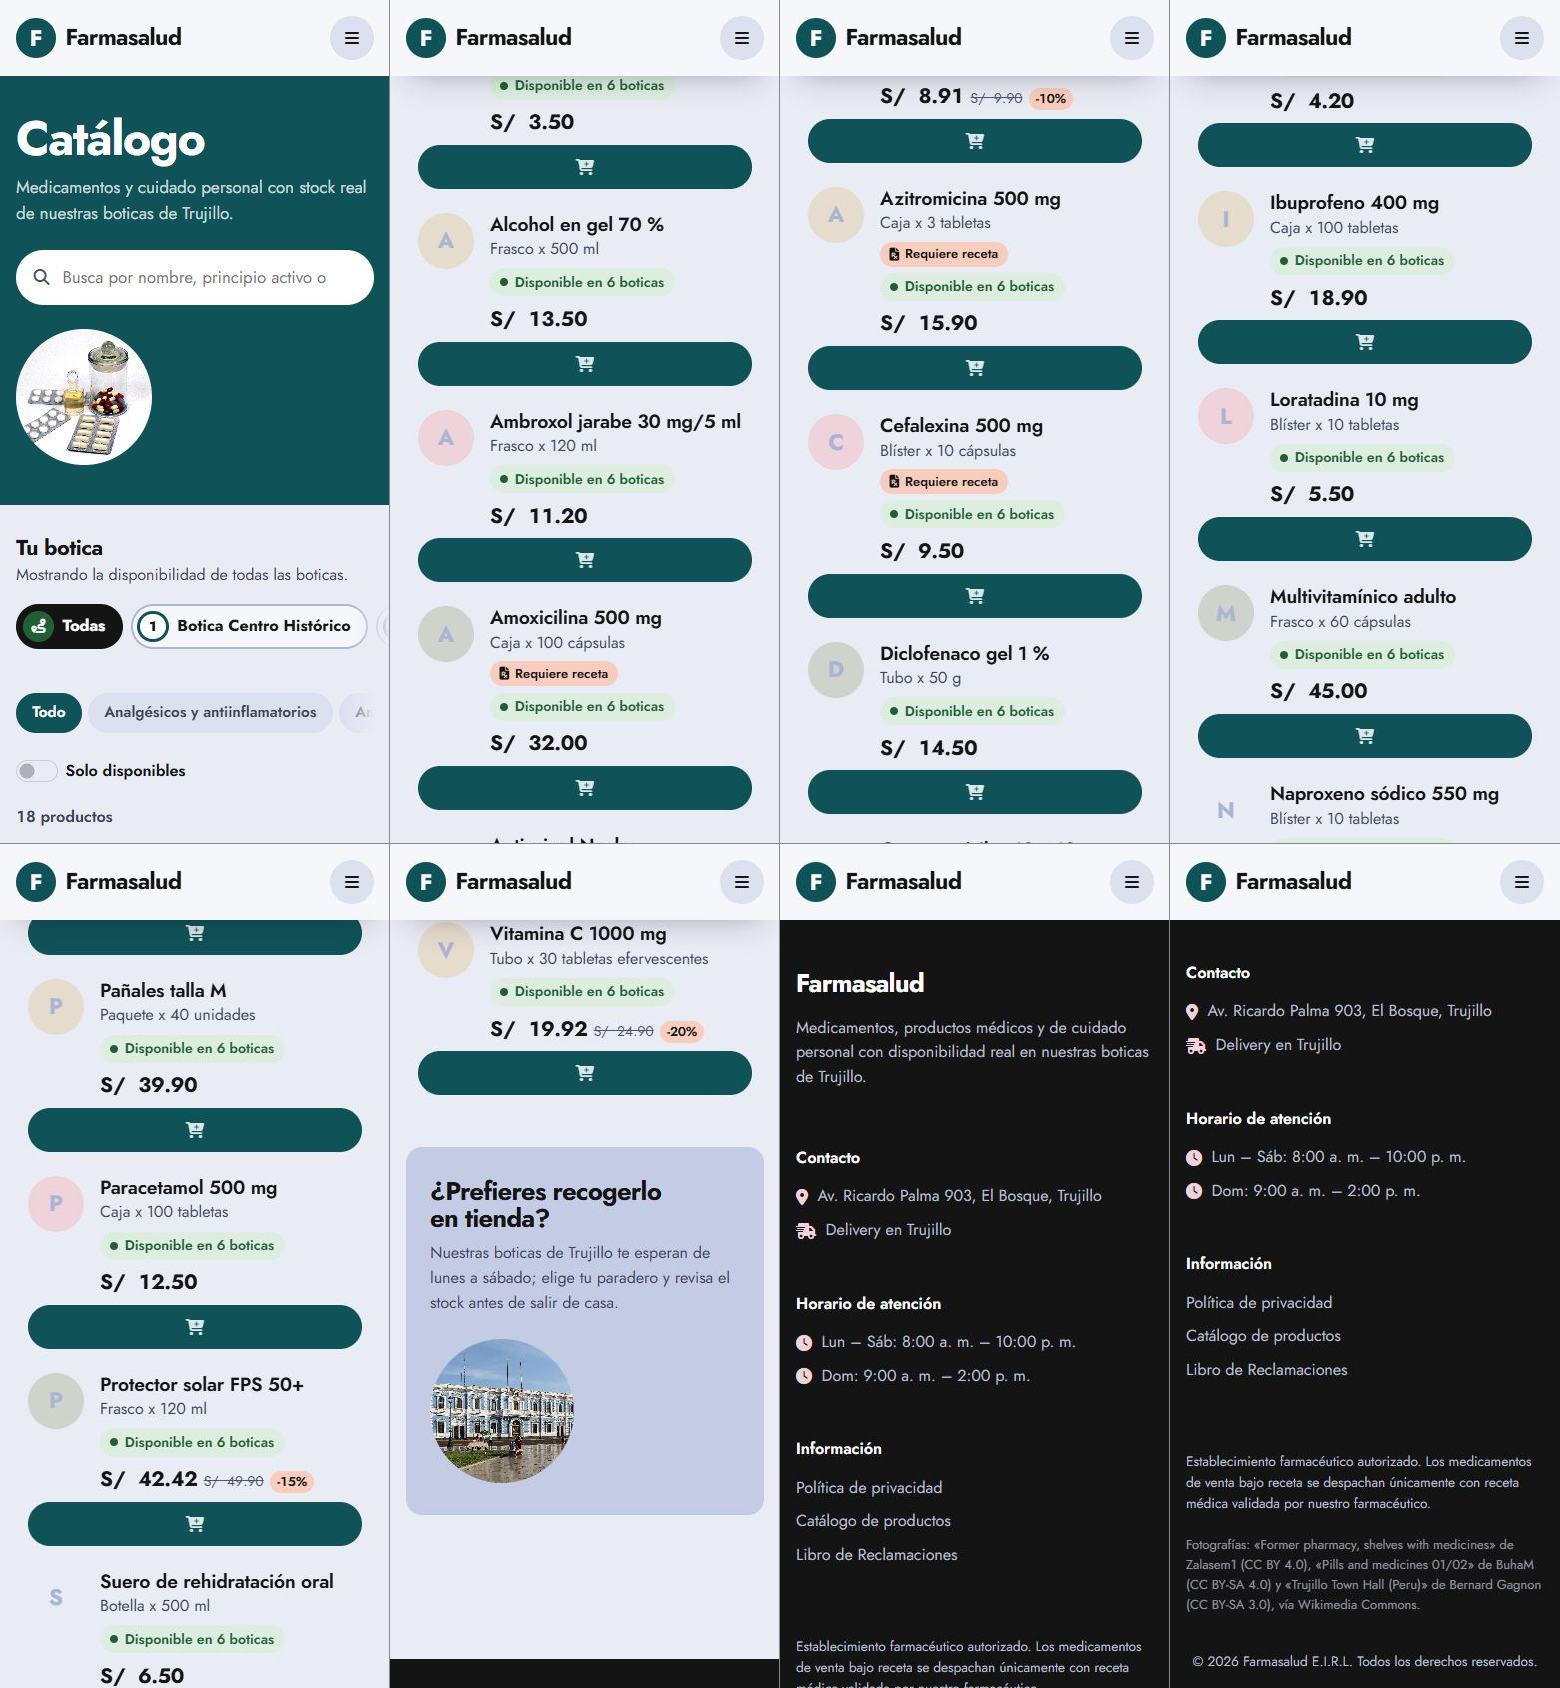 F Farmasalud
Catálogo
Medicamentos y cuidado personal con stock real
de nuestras boticas de Trujillo.
Busca por nombre, principio activo o
Tu botica
Mostrando la disponibilidad de todas las boticas.
Todas
1 Botica Centro Histórico
Todo
Analgésicos y antiinflamatorios
An
Solo disponibles
18 productos
F Farmasalud
Disponible en 6 boticas
S/ 3.50
A
Alcohol en gel 70 %
Frasco x 500 ml
Disponible en 6 boticas
S/ 13.50
A
Ambroxol jarabe 30 mg/5 ml
Frasco x 120 ml
Disponible en 6 boticas
S/ 11.20
A
Amoxicilina 500 mg
Caja x 100 cápsulas
Requiere receta
Disponible en 6 boticas
S/ 32.00
F Farmasalud
S/ 8.91 S/ 9.90 -10%
A
Azitromicina 500 mg
Caja x 3 tabletas
Requiere receta
Disponible en 6 boticas
S/ 15.90
C
Cefalexina 500 mg
Blíster x 10 cápsulas
Requiere receta
Disponible en 6 boticas
S/ 9.50
D
Diclofenaco gel 1 %
Tubo x 50 g
Disponible en 6 boticas
S/ 14.50
F Farmasalud
S/ 4.20
I
Ibuprofeno 400 mg
Caja x 100 tabletas
Disponible en 6 boticas
S/ 18.90
L
Loratadina 10 mg
Blíster x 10 tabletas
Disponible en 6 boticas
S/ 5.50
M
Multivitamínico adulto
Frasco x 60 cápsulas
Disponible en 6 boticas
S/ 45.00
N
Naproxeno sódico 550 mg
Blíster x 10 tabletas
F Farmasalud
P
Pañales talla M
Paquete x 40 unidades
Disponible en 6 boticas
S/ 39.90
P
Paracetamol 500 mg
Caja x 100 tabletas
Disponible en 6 boticas
S/ 12.50
P
Protector solar FPS 50+
Frasco x 120 ml
Disponible en 6 boticas
S/ 42.42 S/ 49.90 -15%
S
Suero de rehidratación oral
Botella x 500 ml
Disponible en 6 boticas
S/ 6.50
F Farmasalud
V
Vitamina C 1000 mg
Tubo x 30 tabletas efervescentes
Disponible en 6 boticas
S/ 19.92 S/ 24.90 -20%
¿Prefieres recogerlo
en tienda?
Nuestras boticas de Trujillo te esperan de
lunes a sábado; elige tu paradero y revisa el
stock antes de salir de casa.
F Farmasalud
Farmasalud
Medicamentos, productos médicos y de cuidado
personal con disponibilidad real en nuestras boticas
de Trujillo.
Contacto
Av. Ricardo Palma 903, El Bosque, Trujillo
Delivery en Trujillo
Horario de atención
Lun – Sáb: 8:00 a. m. – 10:00 p. m.
Dom: 9:00 a. m. – 2:00 p. m.
Información
Política de privacidad
Catálogo de productos
Libro de Reclamaciones
Establecimiento farmacéutico autorizado. Los medicamentos
de venta bajo receta se despachan únicamente con receta
médica validada por nuestro farmacéutico.
F Farmasalud
Contacto
Av. Ricardo Palma 903, El Bosque, Trujillo
Delivery en Trujillo
Horario de atención
Lun – Sáb: 8:00 a. m. – 10:00 p. m.
Dom: 9:00 a. m. – 2:00 p. m.
Información
Política de privacidad
Catálogo de productos
Libro de Reclamaciones
Establecimiento farmacéutico autorizado. Los medicamentos
de venta bajo receta se despachan únicamente con receta
médica validada por nuestro farmacéutico.
Fotografías: «Former pharmacy, shelves with medicines» de
Zalasem1 (CC BY 4.0), «Pills and medicines 01/02» de BuhaM
(CC BY-SA 4.0) y «Trujillo Town Hall (Peru)» de Bernard Gagnon
(CC BY-SA 3.0), vía Wikimedia Commons.
© 2026 Farmasalud E.I.R.L. Todos los derechos reservados.